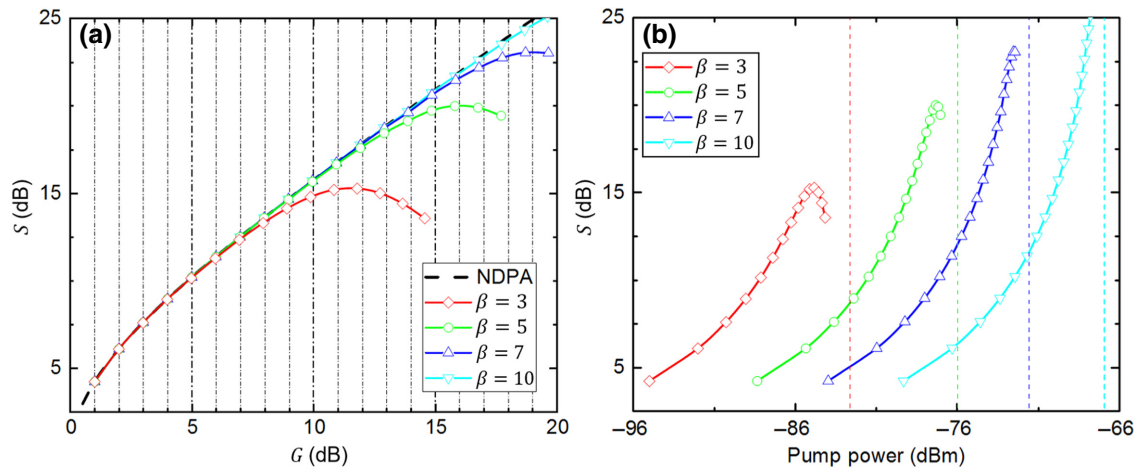 (a)
25
15
5
S (dB)
NDPA
β = 3
β = 5
β = 7
β = 10
0 5 10 15 20
G (dB)
(b)
25
15
5
S (dB)
β = 3
β = 5
β = 7
β = 10
–96 –86 –76 –66
Pump power (dBm)